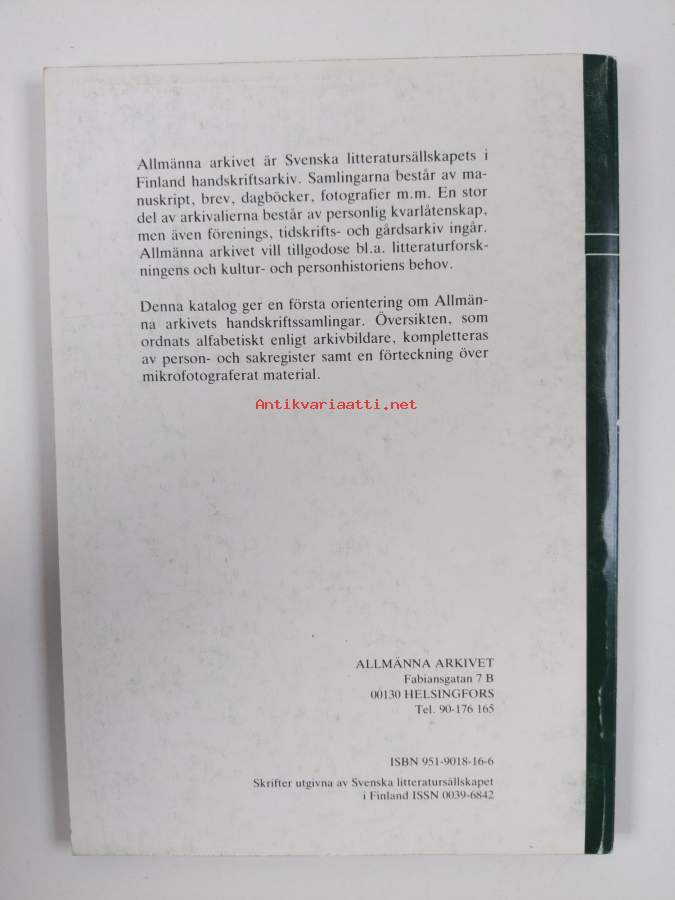 Allmänna arkivet är Svenska litteratursällskapets i
Finland handskriftsarkiv. Samlingarna består av ma-
nuskript, brev, dagböcker, fotografier m.m. En stor
del av arkivalierna består av personlig kvarlåtenskap,
men även förenings, tidskrifts- och gårdsarkiv ingår.
Allmänna arkivet vill tillgodose bl.a. litteraturforsk-
ningens och kultur- och personhistoriens behov.
Denna katalog ger en första orientering om Allmän-
na arkivets handskriftssamlingar. Översikten, som
ordnats alfabetiskt enligt arkivbildare, kompletteras
av person- och sakregister samt en förteckning över
mikrofotograferat material.
Antikvariaatti.net
ALLMÄNNA ARKIVET
Fabiansgatan 7 B
00130 HELSINGFORS
Tel. 90-176 165
ISBN 951-9018-16-6
Skrifter utgivna av Svenska litteratursällskapet
i Finland ISSN 0039-6842